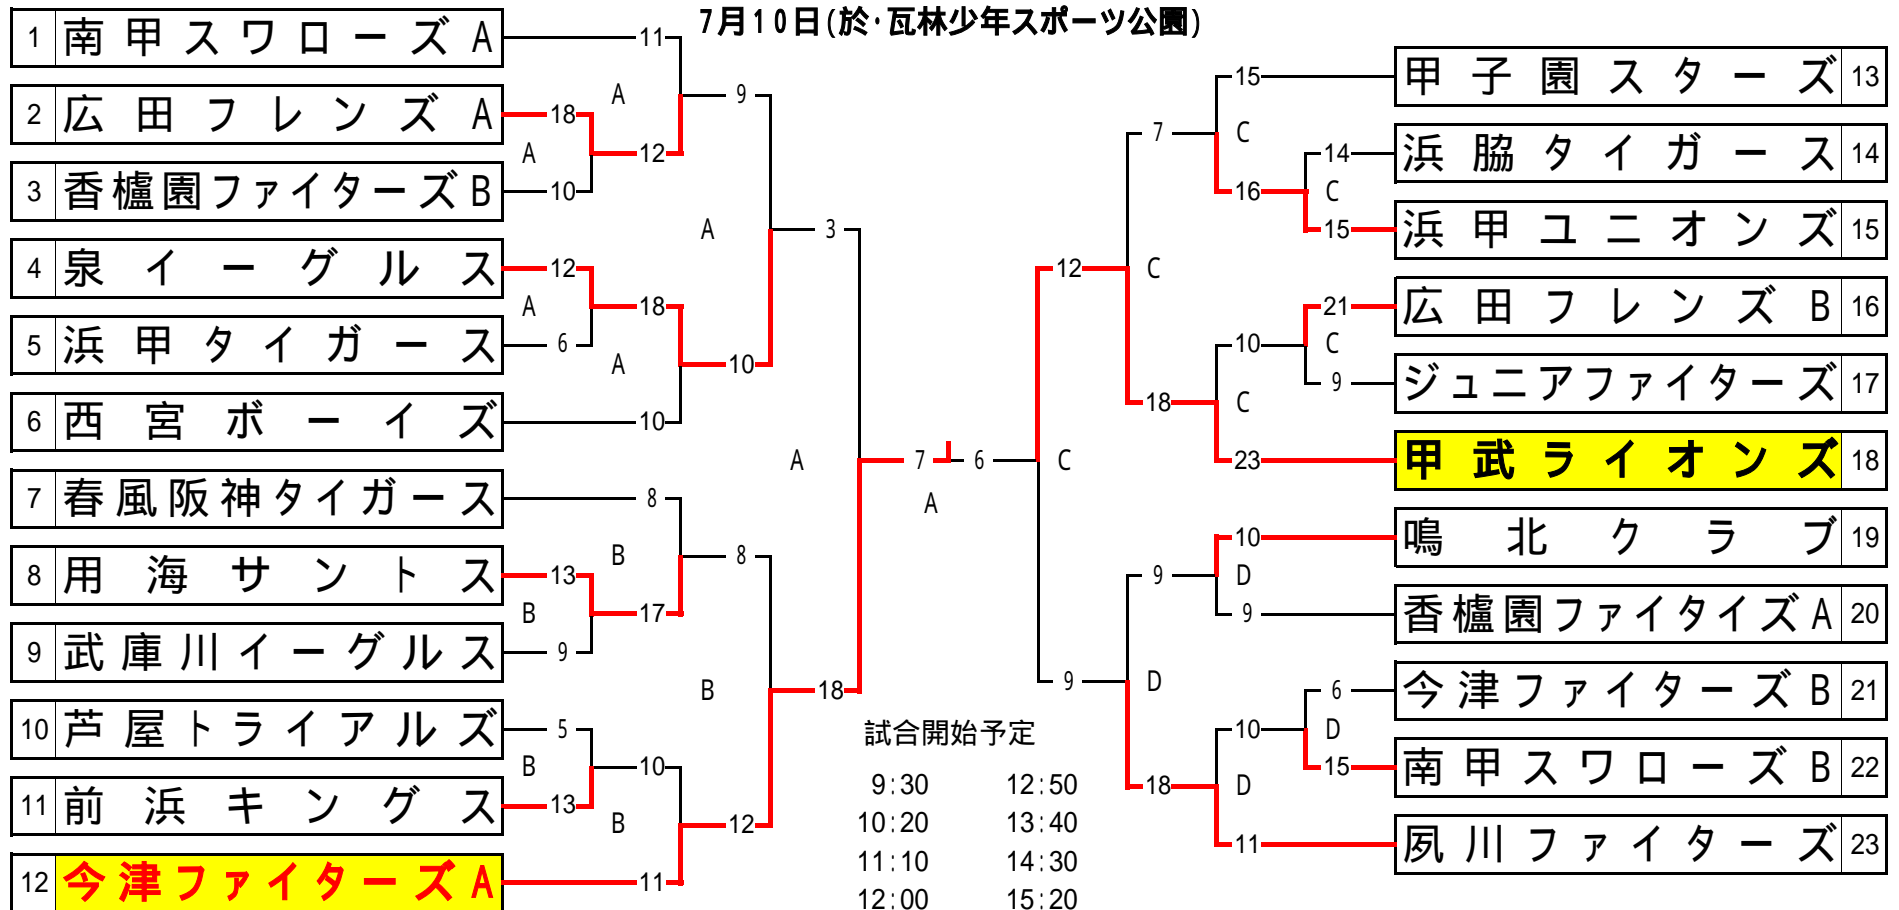 7月10日(於・瓦林少年スポーツ公園)
1 南甲スワローズA
2 広田フレンズA
3 香櫨園ファイターズB
4 泉イーグルス
5 浜甲タイガース
6 西宮ボーイズ
7 春風阪神タイガース
8 用海サントス
9 武庫川イーグルス
10 芦屋トライアルズ
11 前浜キングス
12 今津ファイターズA
11
18
A
A
12
10
9
12
A
18
6
A
10
10
A
3
8
13
B
B
17
9
8
5
B
10
13
B
11
12
B
18
A
7
6
A
C
12
9
7
C
18
9
D
18
15
C
16
14
C
15
10
C
23
21
C
9
10
D
9
10
D
11
6
D
15
甲子園スターズ 13
浜脇タイガース 14
浜甲ユニオンズ 15
広田フレンズB 16
ジュニアファイターズ 17
甲武ライオンズ 18
鳴北クラブ 19
香櫨園ファイタイズA 20
今津ファイターズB 21
南甲スワローズB 22
夙川ファイターズ 23
試合開始予定
9:30 12:50
10:20 13:40
11:10 14:30
12:00 15:20